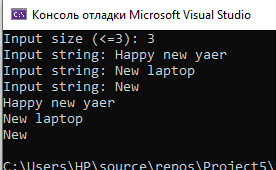 Консоль отладки Microsoft Visual Studio
Input size (<=3): 3
Input string: Happy new yaer
Input string: New laptop
Input string: New
Happy new yaer
New laptop
New
C:\Users\HP\source\repos\Project5\